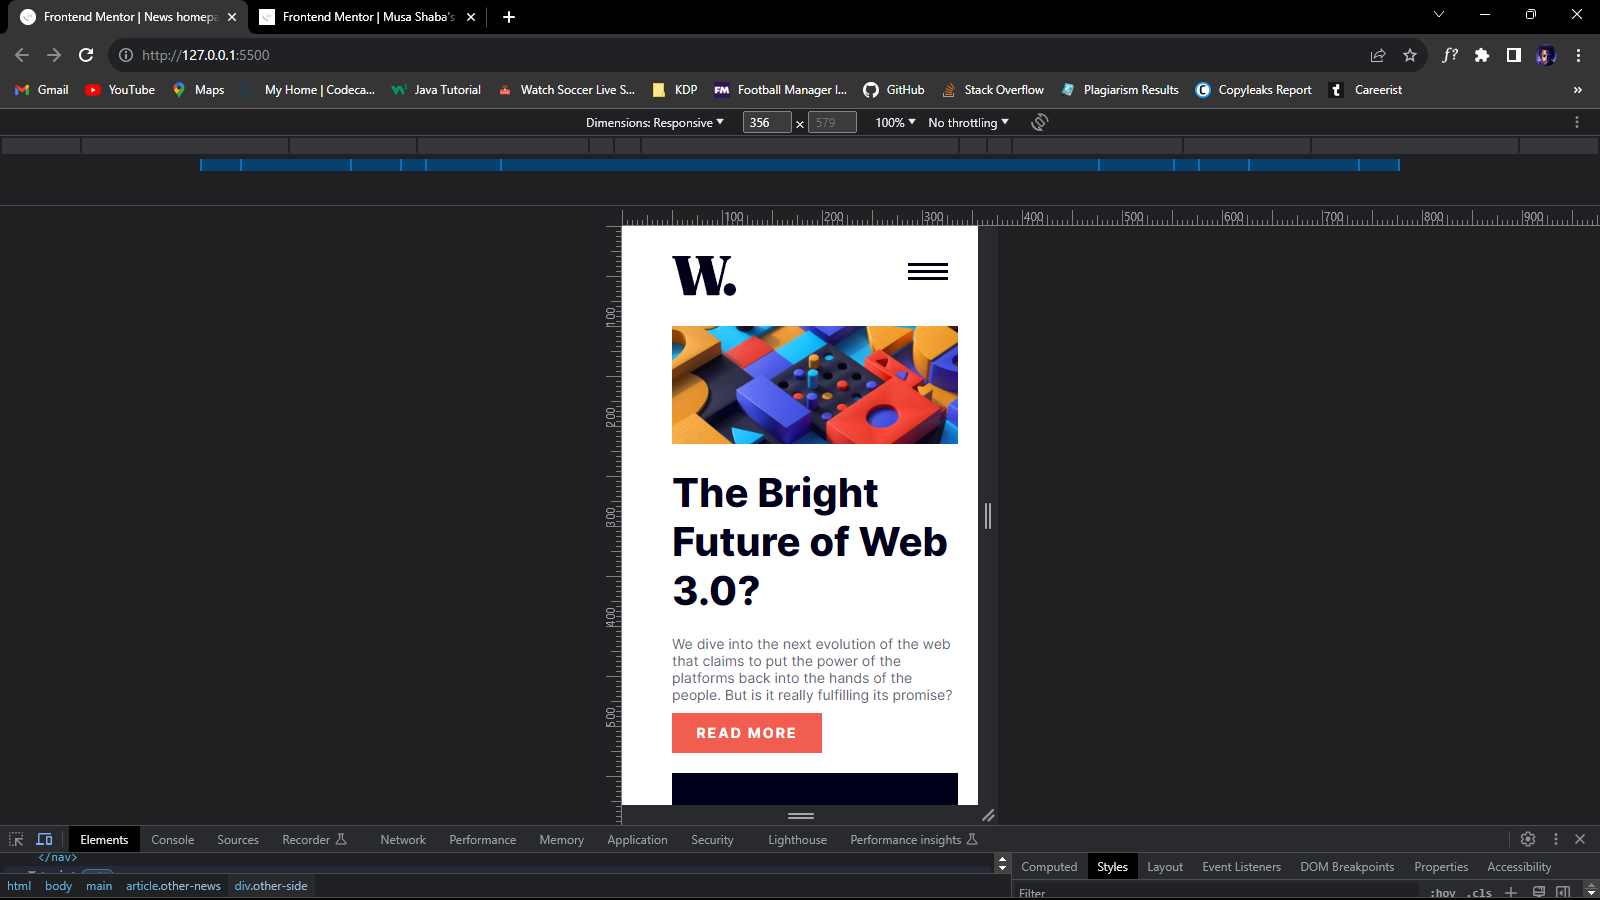 Frontend Mentor | News homepa
Frontend Mentor | Musa Shaba's
http://127.0.0.1:5500
f?
Gmail
YouTube
Maps
My Home | Codeca...
Java Tutorial
Watch Soccer Live S...
KDP
FM Football Manager I...
GitHub
Stack Overflow
Plagiarism Results
C Copyleaks Report
t Careerist
»
Dimensions: Responsive
356 × 579
100%
No throttling
100 200 300 400 500 600 700 800 900
100
200
300
400
500
W.
The Bright
Future of Web
3.0?
We dive into the next evolution of the web
that claims to put the power of the
platforms back into the hands of the
people. But is it really fulfilling its promise?
READ MORE
Elements Console Sources Recorder Network Performance Memory Application Security Lighthouse Performance insights
</nav>
html body main article.other-news div.other-side
Computed Styles Layout Event Listeners DOM Breakpoints Properties Accessibility
Filter :hov .cls